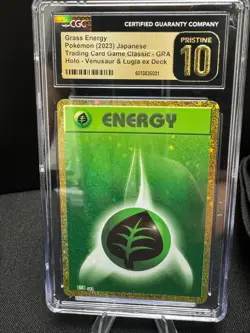 CGC
CERTIFIED GUARANTY COMPANY
Grass Energy
Pokémon (2023) Japanese
Trading Card Game Classic - GRA
Holo - Venusaur & Lugia ex Deck
PRISTINE
10
ENERGY